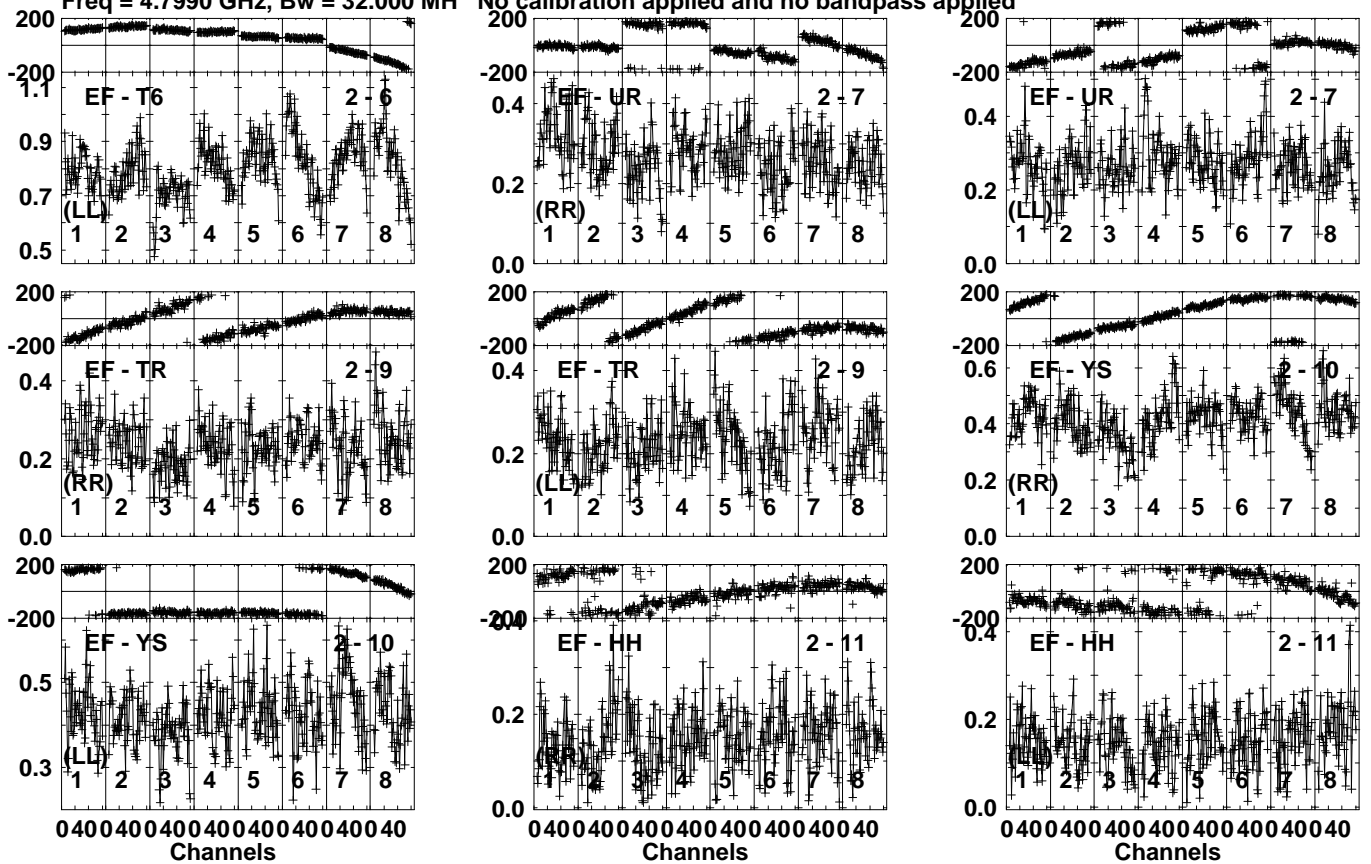 Freq = 4.7990 GHz, Bw = 32.000 MH No calibration applied and no bandpass applied
200 200 200
-200 -200 -200
1.1 EF - T6 2 - 6 0.4 EF - UR 2 - 7 EF - UR 2 - 7
0.9 0.4
0.7 0.2 0.2
(LL) (RR) (LL)
1 2 3 4 5 6 7 8 1 2 3 4 5 6 7 8 1 2 3 4 5 6 7 8
0.5 0.0 0.0
200 200 200
-200 -200 -200
EF - TR 2 - 9 EF - TR 2 - 9 EF - YS 2 - 10
0.4 0.4 0.6
0.4
0.2 0.2 0.2
(RR) (LL) (RR)
1 2 3 4 5 6 7 8 1 2 3 4 5 6 7 8 1 2 3 4 5 6 7 8
0.0 0.0 0.0
200 200 200
-200 -200 -200
0.4 0.4
EF - YS 2 - 10 EF - HH 2 - 11 EF - HH 2 - 11
0.5 0.2 0.2
0.3 (LL) (RR) (LL)
1 2 3 4 5 6 7 8 1 2 3 4 5 6 7 8 1 2 3 4 5 6 7 8
0.0 0.0
0 40 0 40 0 40 0 40 0 40 0 40 0 40 0 40 0 40 0 40 0 40 0 40 0 40 0 40 0 40 0 40 0 40 0 40 0 40 0 40 0 40 0 40 0 40 0 40
Channels Channels Channels